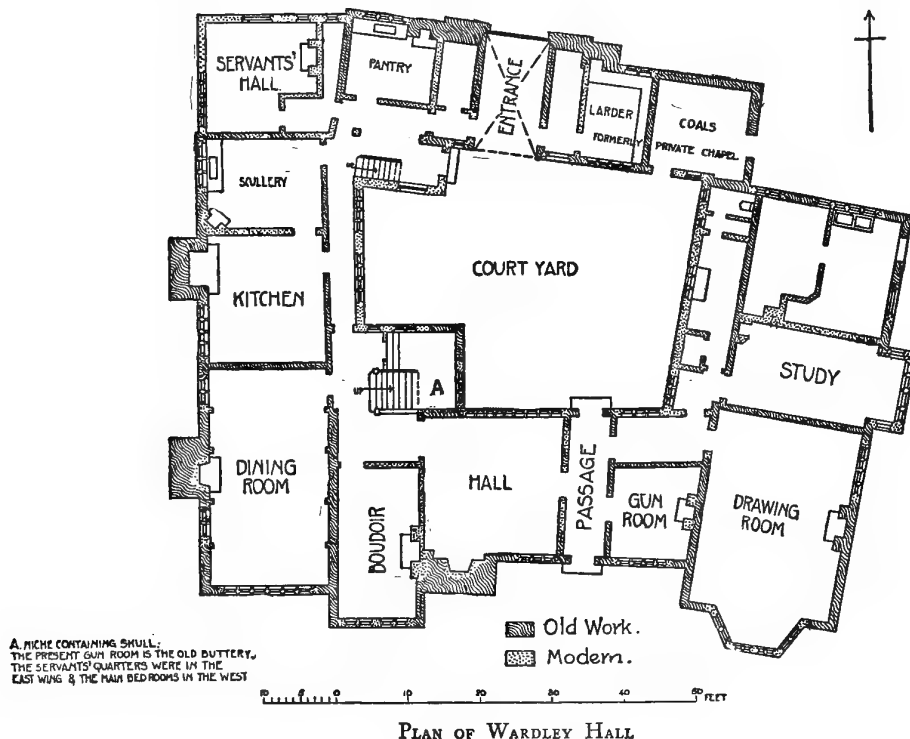 SERVANTS'
HALL
PANTRY
ENTRANCE
LARDER
FORMERLY
COALS
PRIVATE CHAPEL
SCULLERY
COURT YARD
KITCHEN
STUDY
UP
A
DINING
ROOM
BOUDOIR
HALL
PASSAGE
GUN
ROOM
DRAWING
ROOM
Old Work.
Modern.
A. NICHE CONTAINING SKULL.
THE PRESENT GUN ROOM IS THE OLD BUTTERY.
THE SERVANTS' QUARTERS WERE IN THE
EAST WING & THE MAIN BEDROOMS IN THE WEST
10 5 0 10 20 30 40 50 FEET
PLAN OF WARDLEY HALL